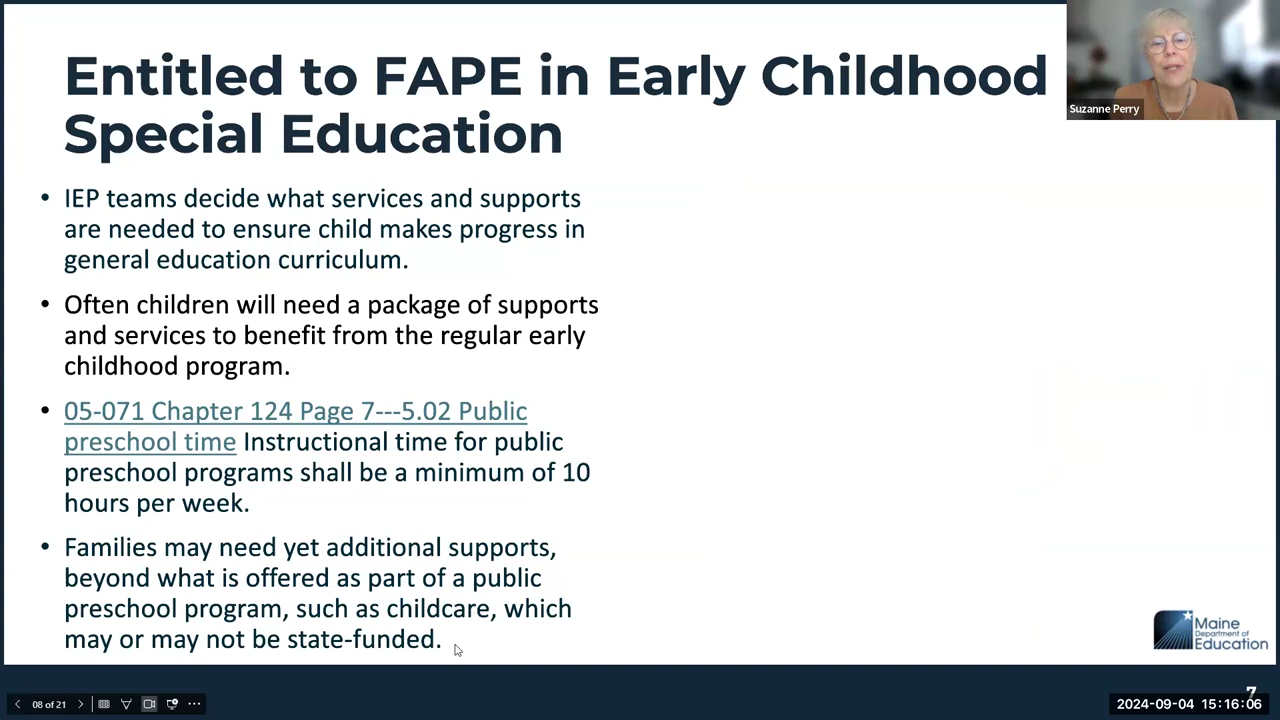 Entitled to FAPE in Early Childhood
Special Education
Suzanne Perry
• IEP teams decide what services and supports
are needed to ensure child makes progress in
general education curriculum.
• Often children will need a package of supports
and services to benefit from the regular early
childhood program.
• 05-071 Chapter 124 Page 7---5.02 Public
preschool time Instructional time for public
preschool programs shall be a minimum of 10
hours per week.
• Families may need yet additional supports,
beyond what is offered as part of a public
preschool program, such as childcare, which
may or may not be state-funded.
Maine
Department of
Education
7
08 of 21
2024-09-04 15:16:06